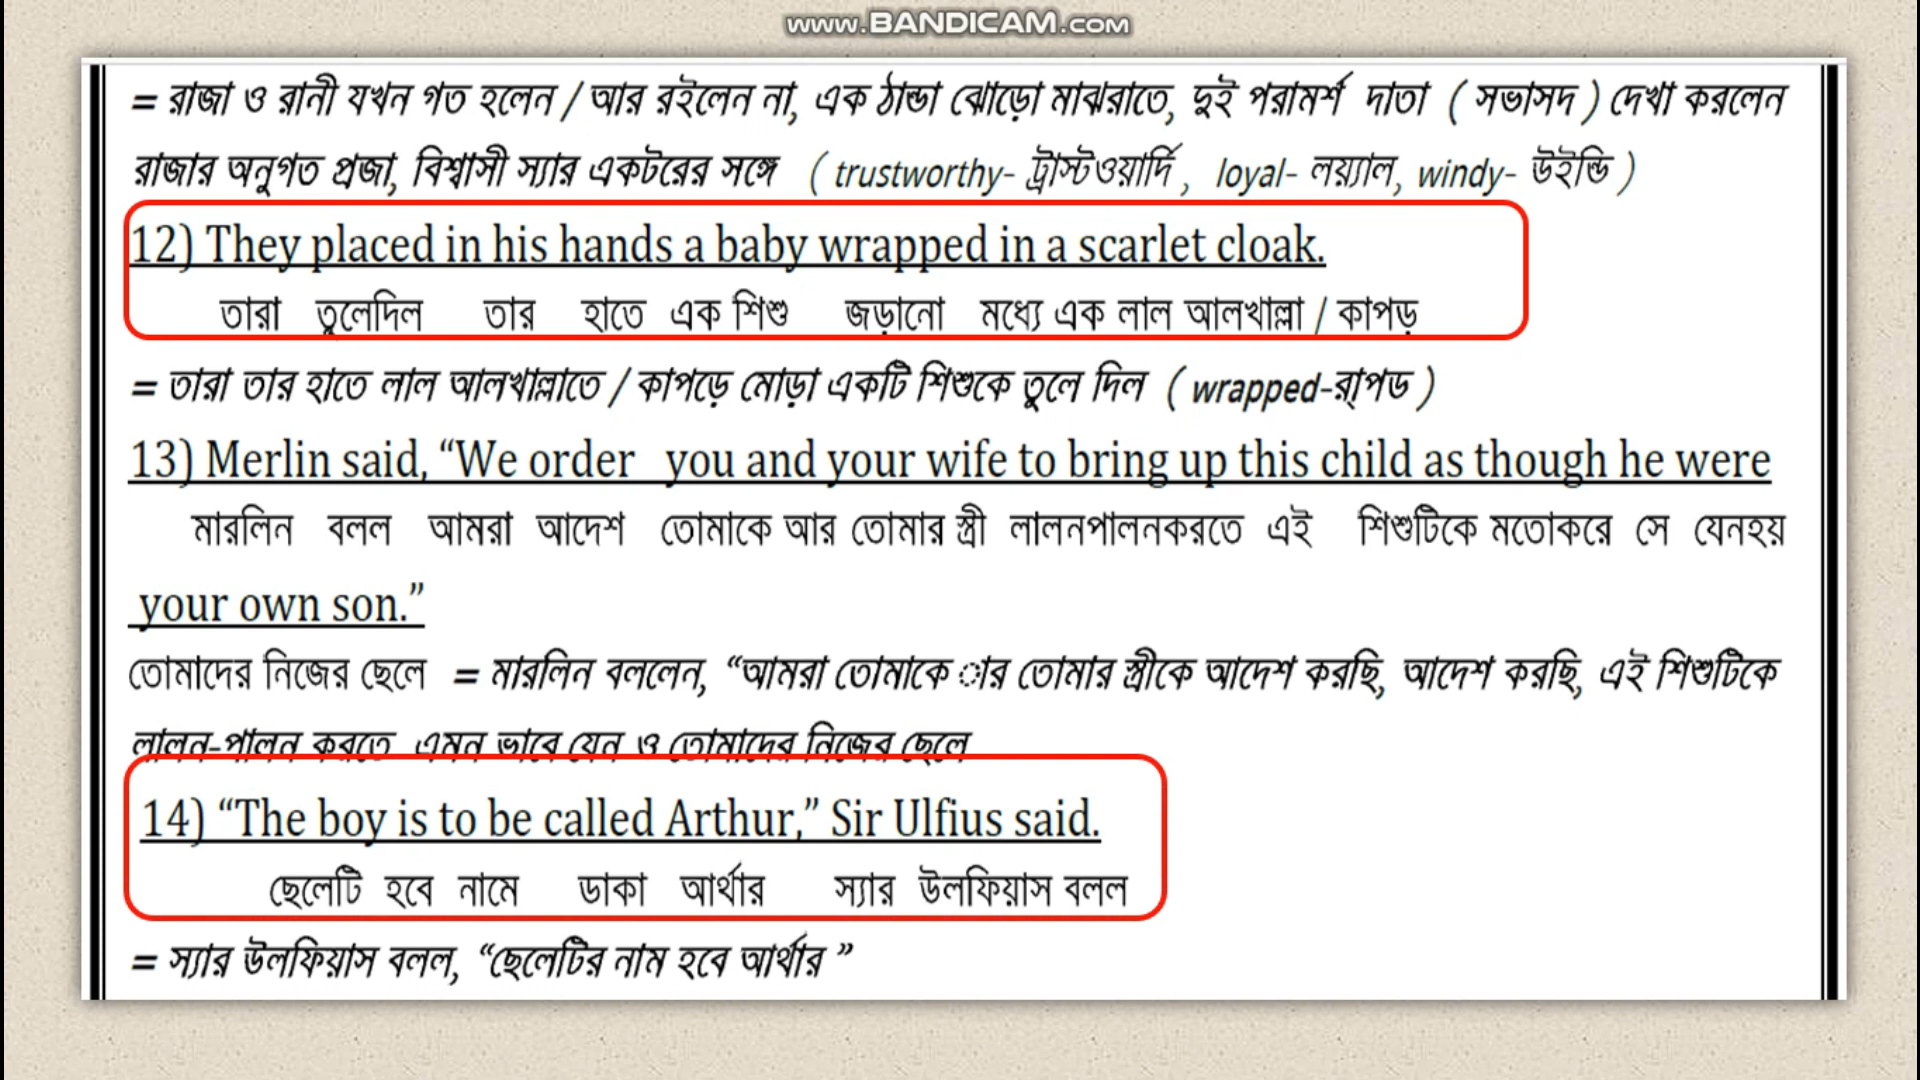 www.BANDICAM.com
= রাজা ও রানী যখন গত হলেন / আর রইলেন না, এক ঠান্ডা ঝোড়ো মাঝরাতে, দুই পরামর্শ দাতা ( সভাসদ ) দেখা করলেন
রাজার অনুগত প্রজা, বিশ্বাসী স্যার একটরের সঙ্গে ( trustworthy- ট্রাস্টওয়ার্দি , loyal- লয়্যাল, windy- উইন্ডি )
12) They placed in his hands a baby wrapped in a scarlet cloak.
তারা তুলেদিল তার হাতে এক শিশু জড়ানো মধ্যে এক লাল আলখাল্লা / কাপড়
= তারা তার হাতে লাল আলখাল্লাতে / কাপড়ে মোড়া একটি শিশুকে তুলে দিল ( wrapped-রা্পড )
13) Merlin said, “We order you and your wife to bring up this child as though he were
মারলিন বলল আমরা আদেশ তোমাকে আর তোমার স্ত্রী লালনপালনকরতে এই শিশুটিকে মতোকরে সে যেনহয়
your own son.”
তোমাদের নিজের ছেলে = মারলিন বললেন, “আমরা তোমাকে ার তোমার স্ত্রীকে আদেশ করছি, আদেশ করছি, এই শিশুটিকে
লালন-পালন করতে এমন ভাবে যেন ও তোমাদের নিজের ছেলে
14) “The boy is to be called Arthur,” Sir Ulfius said.
ছেলেটি হবে নামে ডাকা আর্থার স্যার উলফিয়াস বলল
= স্যার উলফিয়াস বলল, “ছেলেটির নাম হবে আর্থার ”